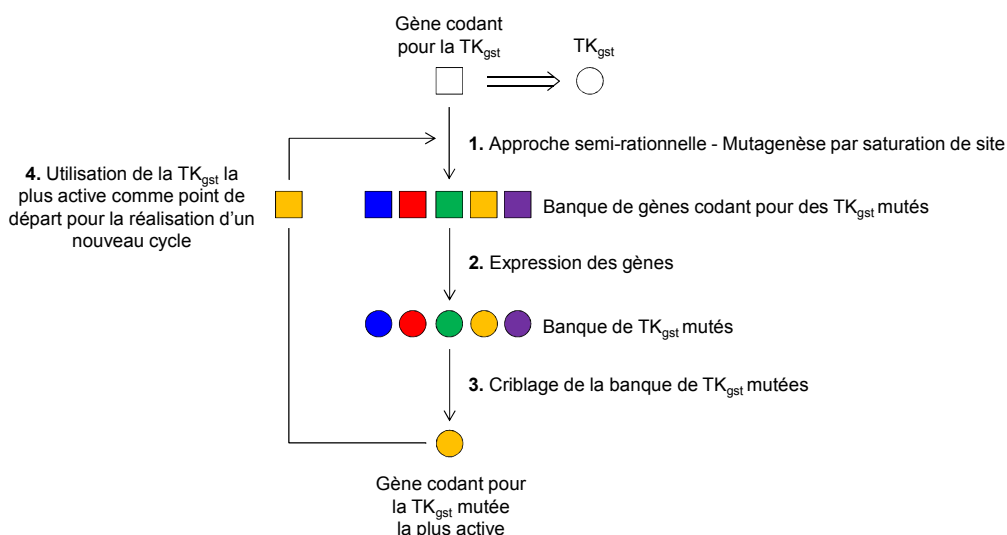 Gène codant
pour la TKgst
TKgst
1. Approche semi-rationnelle - Mutagenèse par saturation de site
4. Utilisation de la TKgst la
plus active comme point de
départ pour la réalisation d'un
nouveau cycle
Banque de gènes codant pour des TKgst mutés
2. Expression des gènes
Banque de TKgst mutés
3. Criblage de la banque de TKgst mutées
Gène codant pour
la TKgst mutée
la plus active